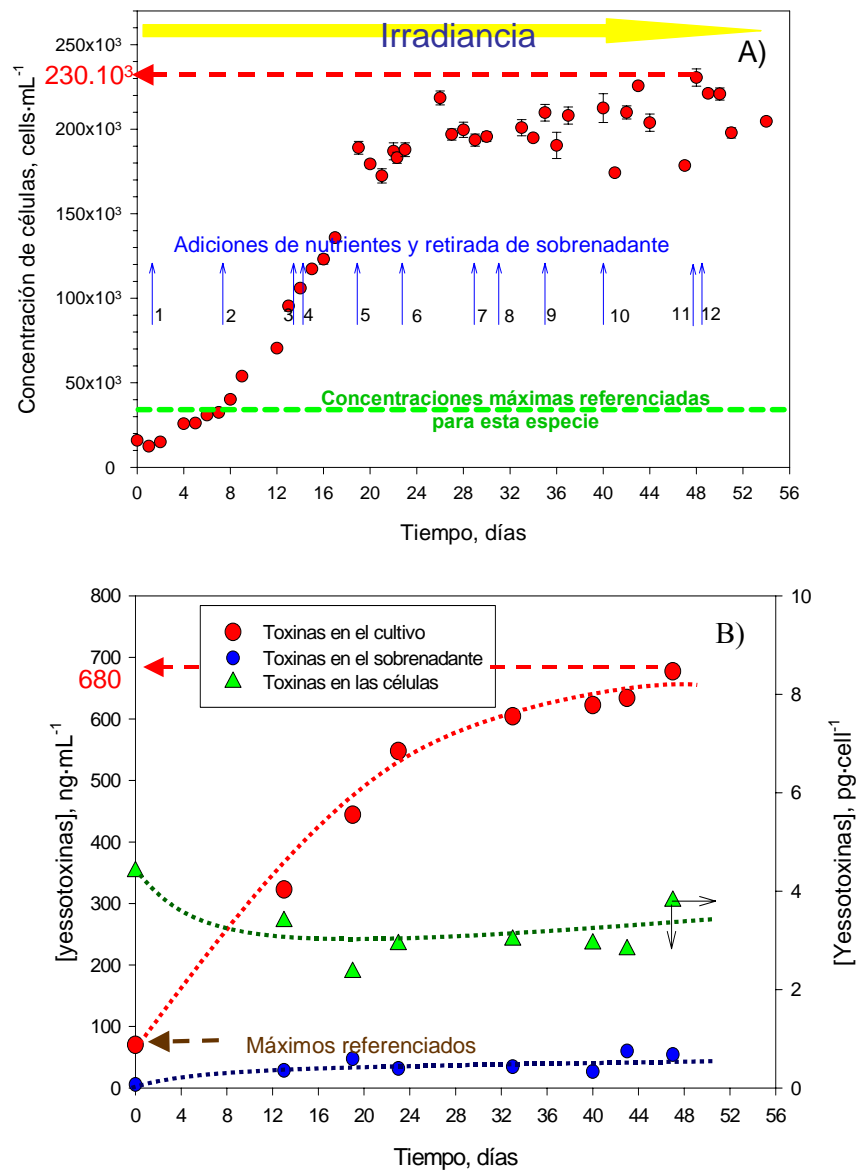 Irradiancia
A)
250x10³
230.10³
200x10³
150x10³
100x10³
50x10³
0
Concentración de células, cells·mL⁻¹
Adiciones de nutrientes y retirada de sobrenadante
1 2 3 4 5 6 7 8 9 10 11 12
Concentraciones máximas referenciadas
para esta especie
0 4 8 12 16 20 24 28 32 36 40 44 48 52 56
Tiempo, días
B)
Toxinas en el cultivo
Toxinas en el sobrenadante
Toxinas en las células
800
700
680
600
500
400
300
200
100
0
[yessotoxinas], ng·mL⁻¹
10
8
6
4
2
0
[Yessotoxinas], pg·cell⁻¹
Máximos referenciados
0 4 8 12 16 20 24 28 32 36 40 44 48 52 56
Tiempo, días